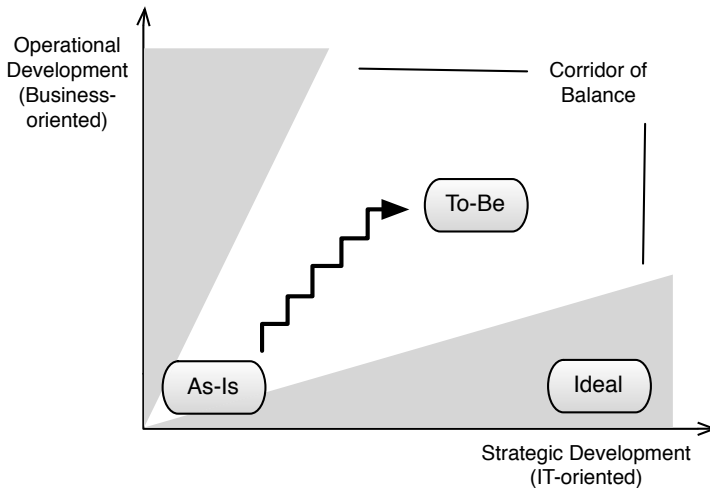 Operational
Development
(Business-
oriented)
Corridor of
Balance
To-Be
As-Is
Ideal
Strategic Development
(IT-oriented)